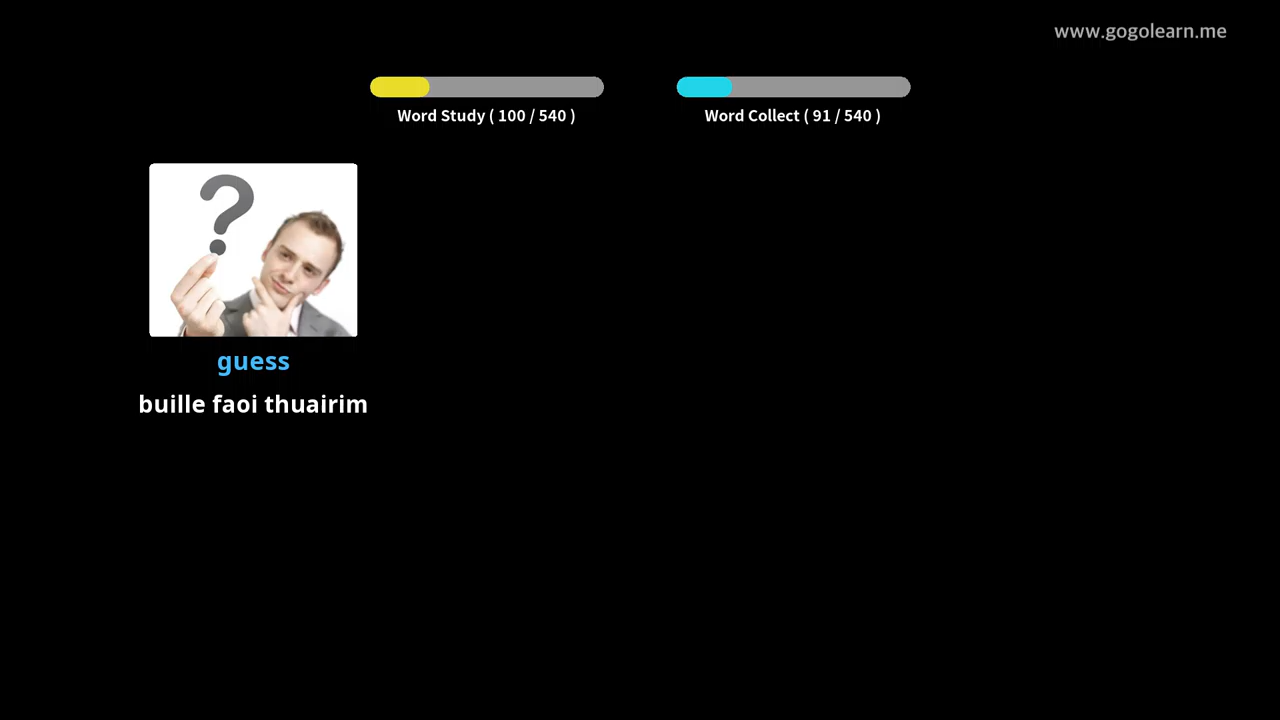 www.gogolearn.me
Word Study ( 100 / 540 )
Word Collect ( 91 / 540 )
?
guess
buille faoi thuairim